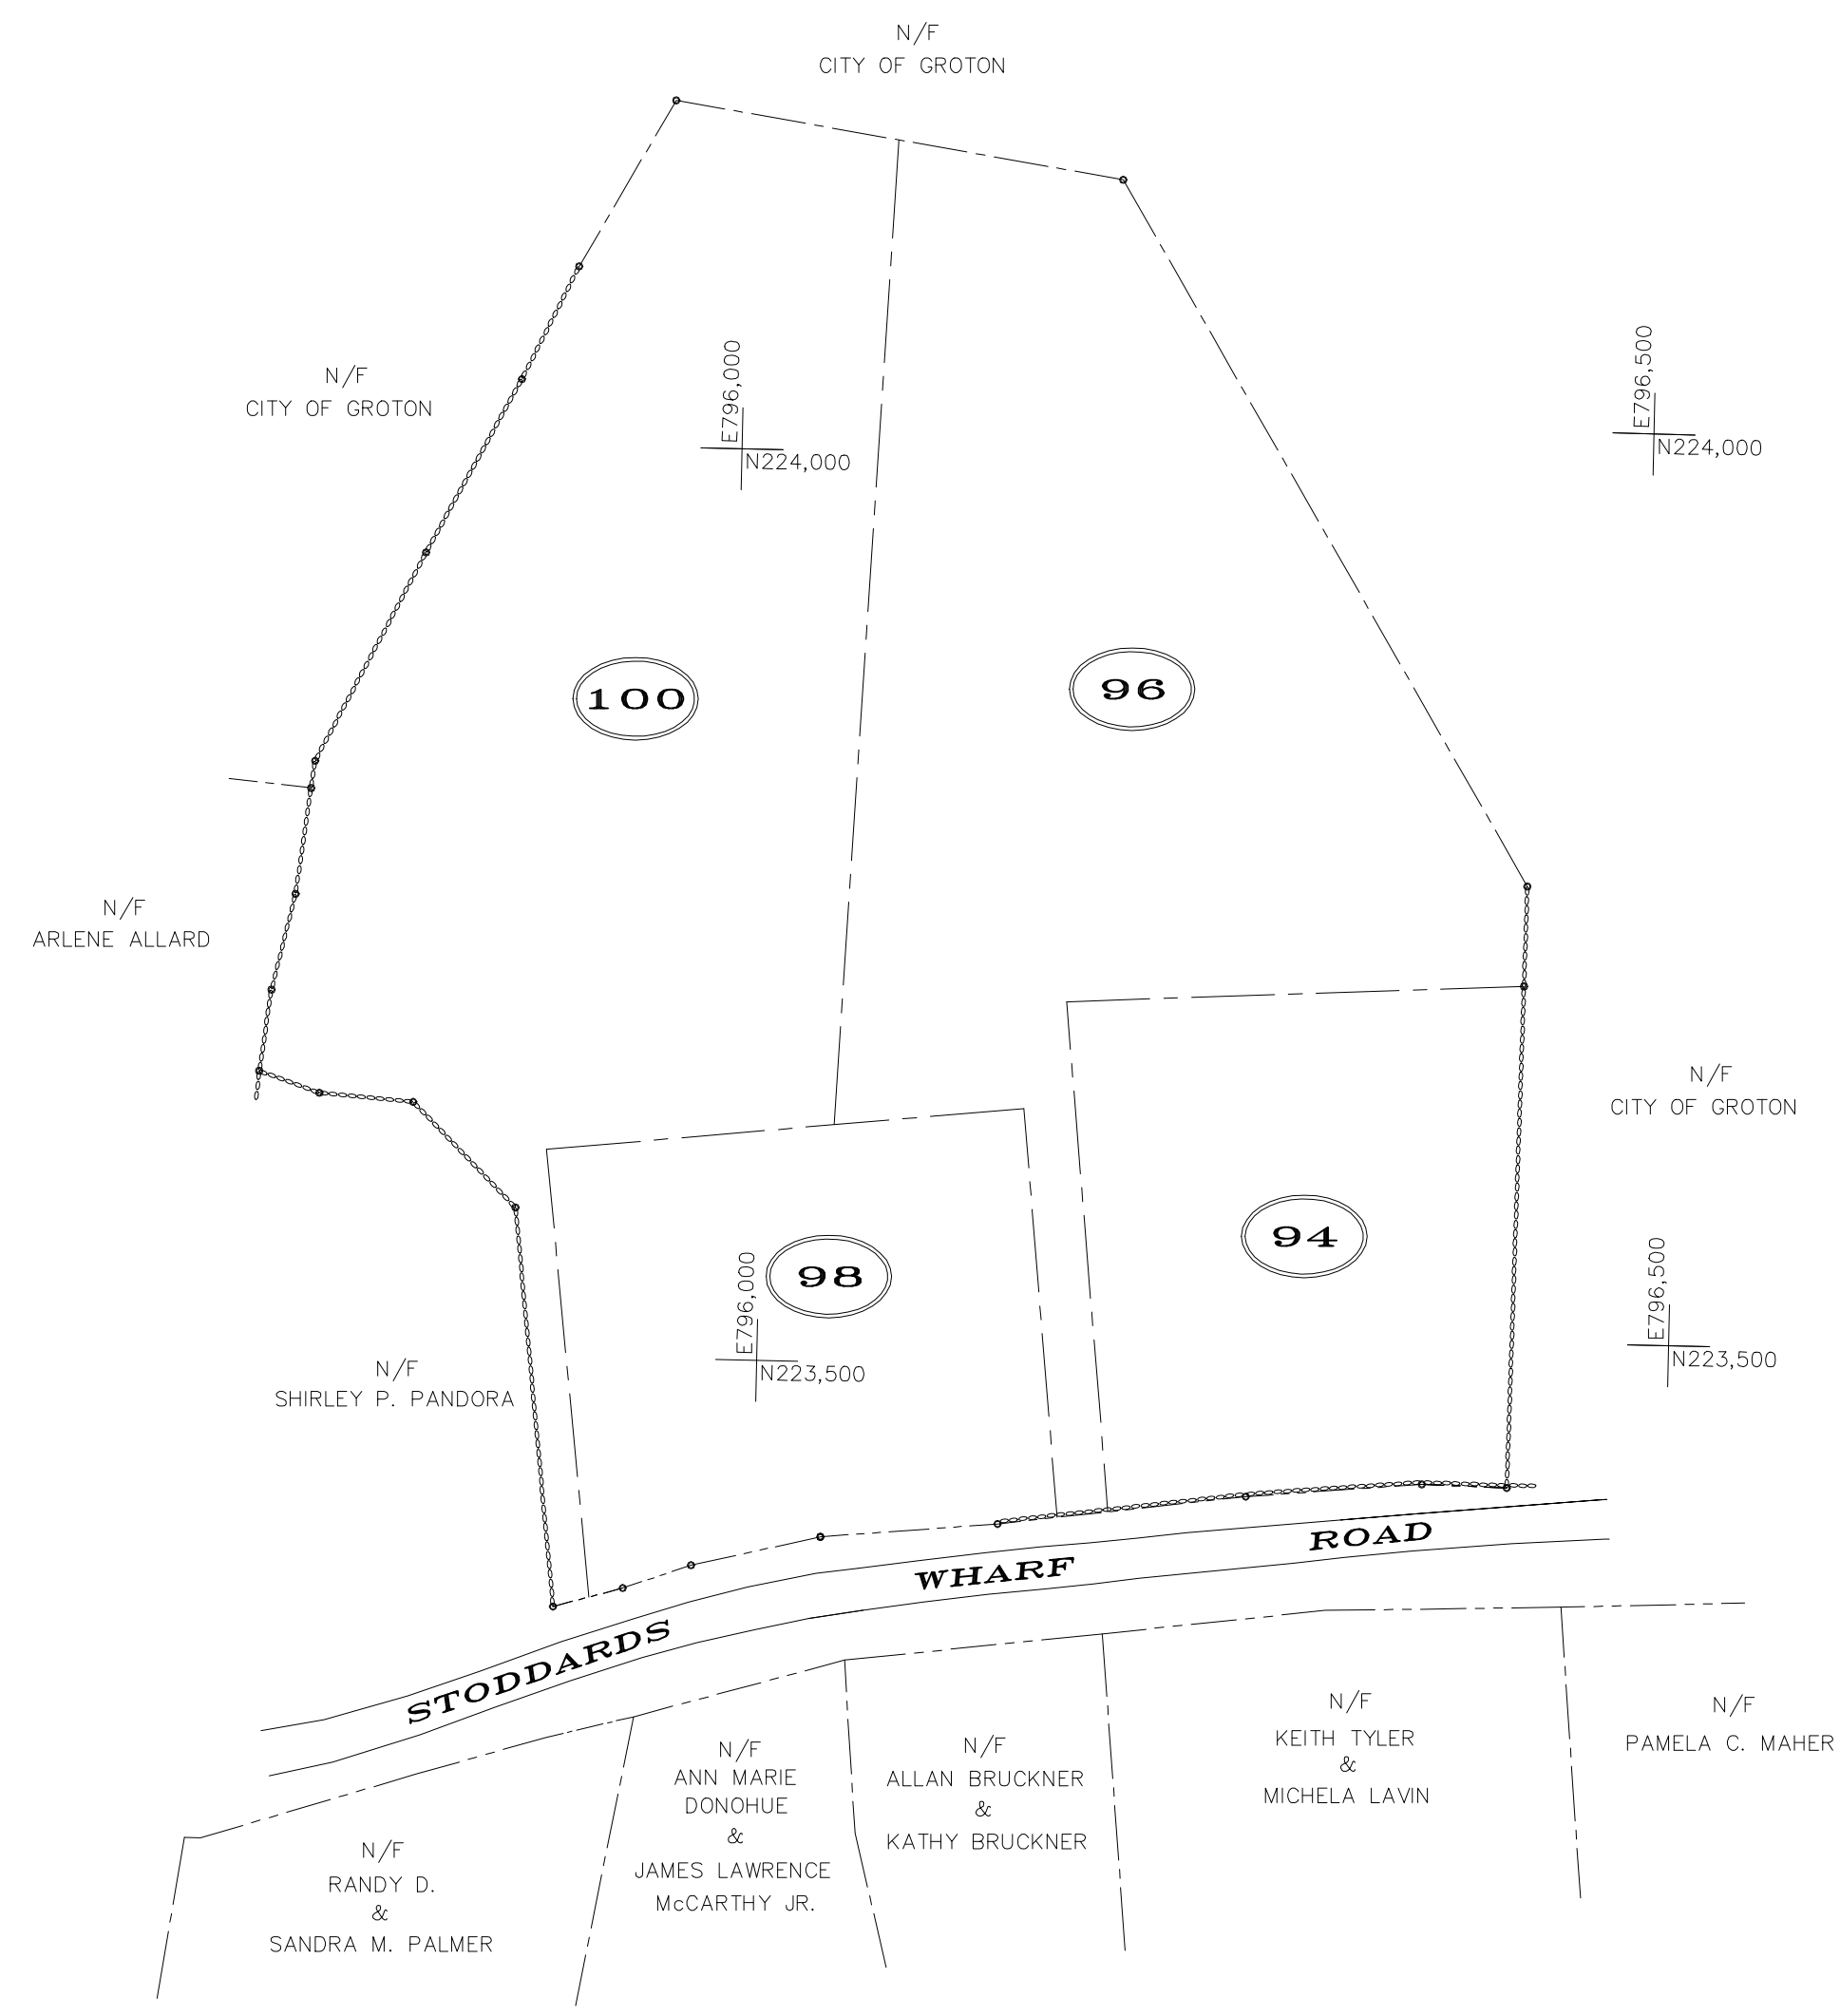 N/F
CITY OF GROTON
N/F
CITY OF GROTON
E796,000
N224,000
E796,500
N224,000
100
96
N/F
ARLENE ALLARD
N/F
CITY OF GROTON
98
94
E796,000
N223,500
E796,500
N223,500
N/F
SHIRLEY P. PANDORA
STODDARDS WHARF ROAD
N/F
RANDY D.
&
SANDRA M. PALMER
N/F
ANN MARIE
DONOHUE
&
JAMES LAWRENCE
McCARTHY JR.
N/F
ALLAN BRUCKNER
&
KATHY BRUCKNER
N/F
KEITH TYLER
&
MICHELA LAVIN
N/F
PAMELA C. MAHER